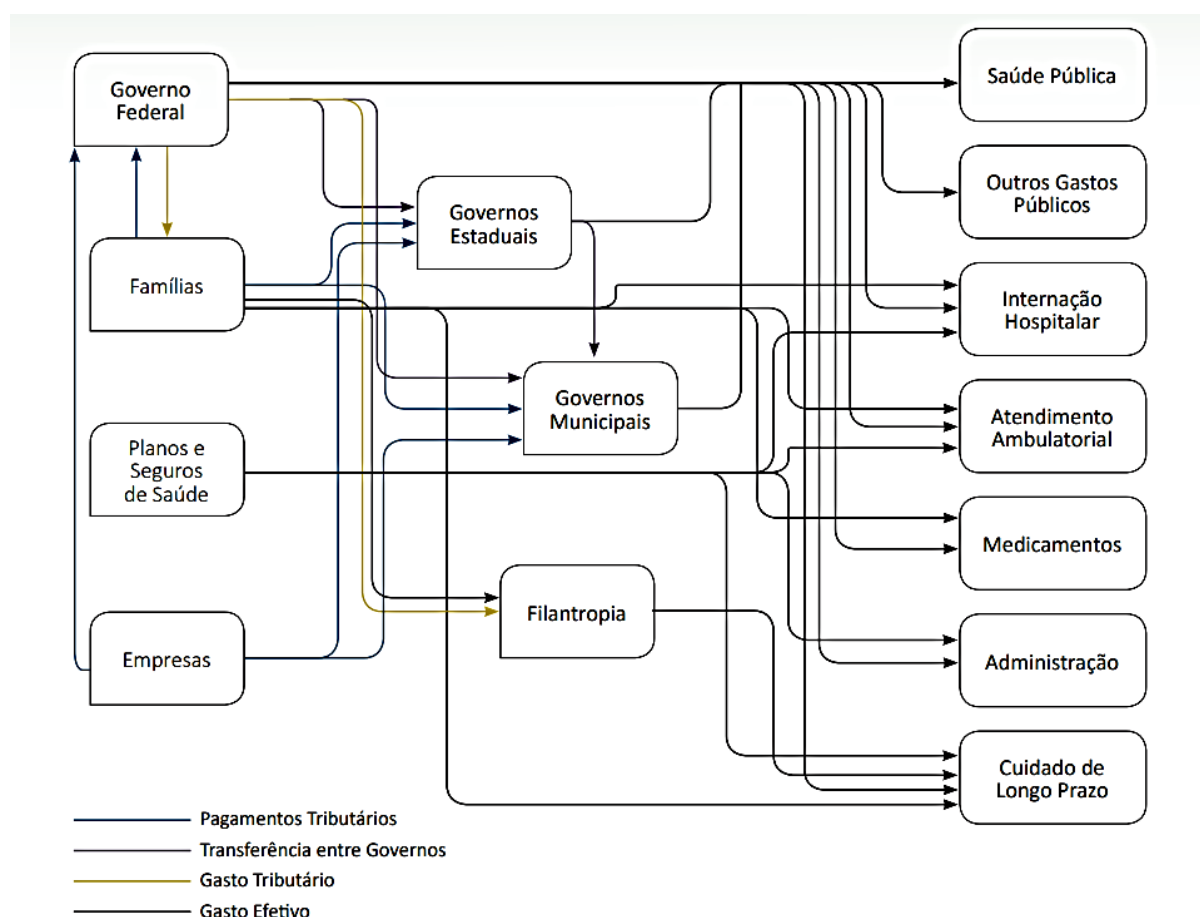 Governo
Federal
Saúde Pública
Outros Gastos
Públicos
Governos
Estaduais
Famílias
Internação
Hospitalar
Governos
Municipais
Atendimento
Ambulatorial
Planos e
Seguros
de Saúde
Medicamentos
Filantropia
Empresas
Administração
Cuidado de
Longo Prazo
Pagamentos Tributários
Transferência entre Governos
Gasto Tributário
Gasto Efetivo